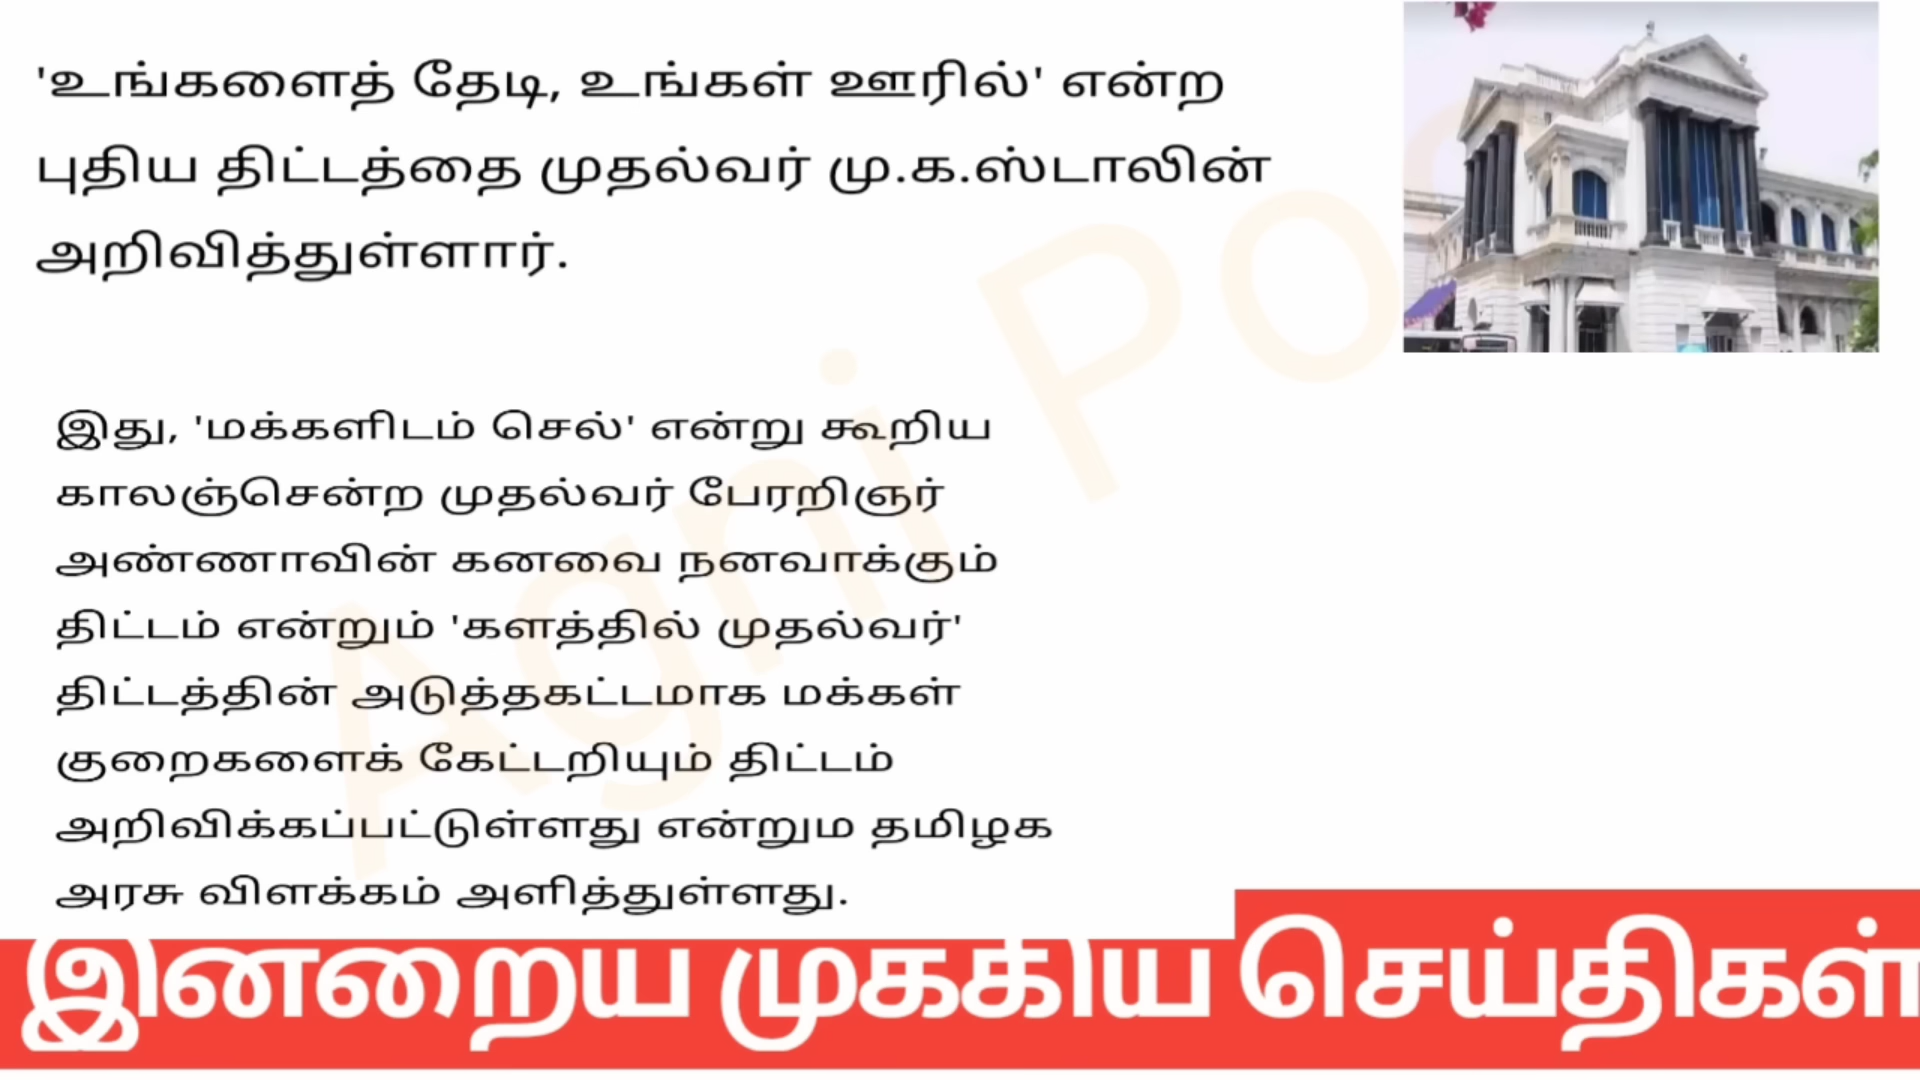 'உங்களைத் தேடி, உங்கள் ஊரில்' என்ற
புதிய திட்டத்தை முதல்வர் மு.க.ஸ்டாலின்
அறிவித்துள்ளார்.
இது, 'மக்களிடம் செல்' என்று கூறிய
காலஞ்சென்ற முதல்வர் பேரறிஞர்
அண்ணாவின் கனவை நனவாக்கும்
திட்டம் என்றும் 'களத்தில் முதல்வர்'
திட்டத்தின் அடுத்தகட்டமாக மக்கள்
குறைகளைக் கேட்டறியும் திட்டம்
அறிவிக்கப்பட்டுள்ளது என்றும தமிழக
அரசு விளக்கம் அளித்துள்ளது.
இன்றைய முக்கிய செய்திகள்
Agni